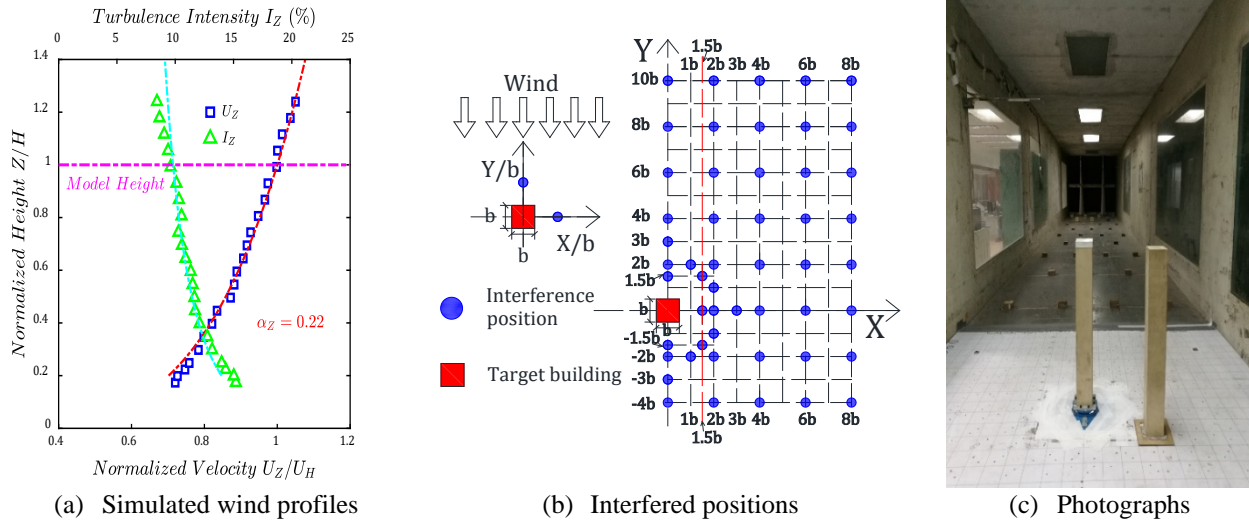 Turbulence Intensity I_Z (%)
0 5 10 15 20 25
1.4
1.2
1
0.8
0.6
0.4
0.2
0
Normalized Height Z/H
U_Z
I_Z
Model Height
α_Z = 0.22
0.4 0.6 0.8 1 1.2
Normalized Velocity U_Z/U_H
(a) Simulated wind profiles
Wind
Y/b
b
X/b
b
Interference
position
Target building
Y
1.5b
1b 2b 3b 4b 6b 8b
10b
8b
6b
4b
3b
2b
1.5b
b
b
X
-1.5b
-2b
-3b
-4b
1b 2b 3b 4b 6b 8b
1.5b
(b) Interfered positions
(c) Photographs